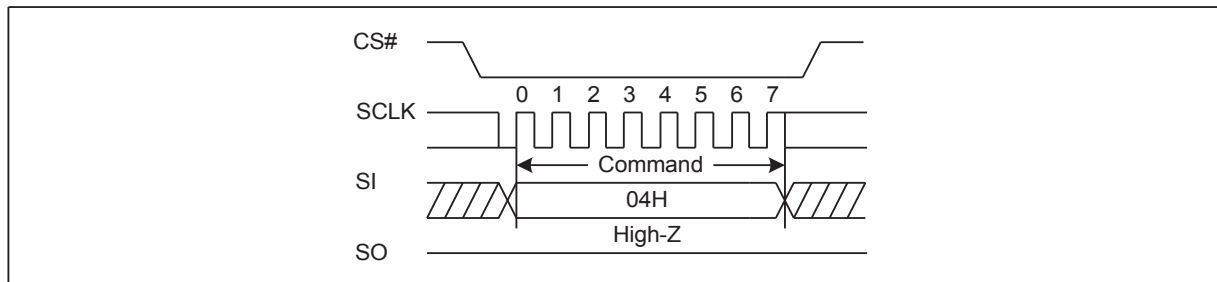 CS#
0 1 2 3 4 5 6 7
SCLK
Command
SI
04H
High-Z
SO